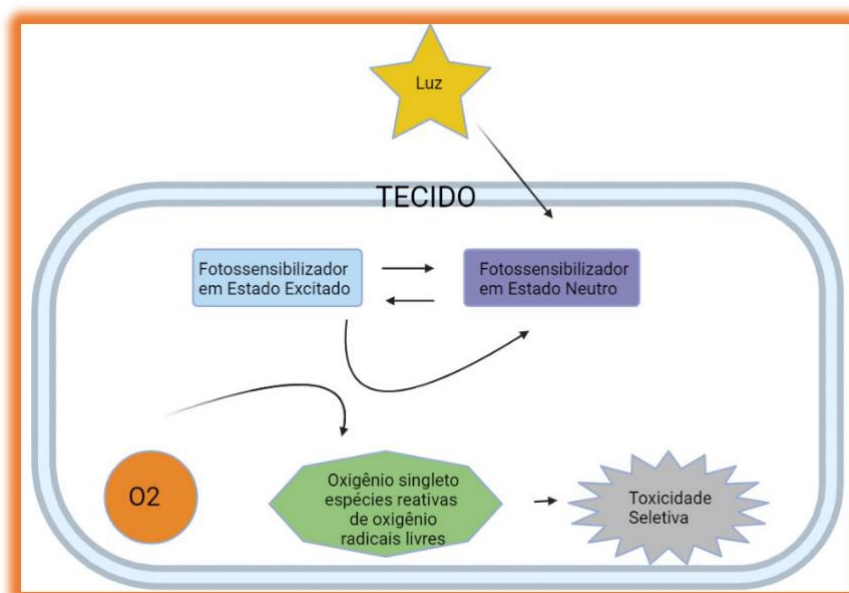 Luz
TECIDO
Fotossensibilizador
em Estado Excitado
Fotossensibilizador
em Estado Neutro
O2
Oxigênio singleto
espécies reativas
de oxigênio
radicais livres
Toxicidade
Seletiva